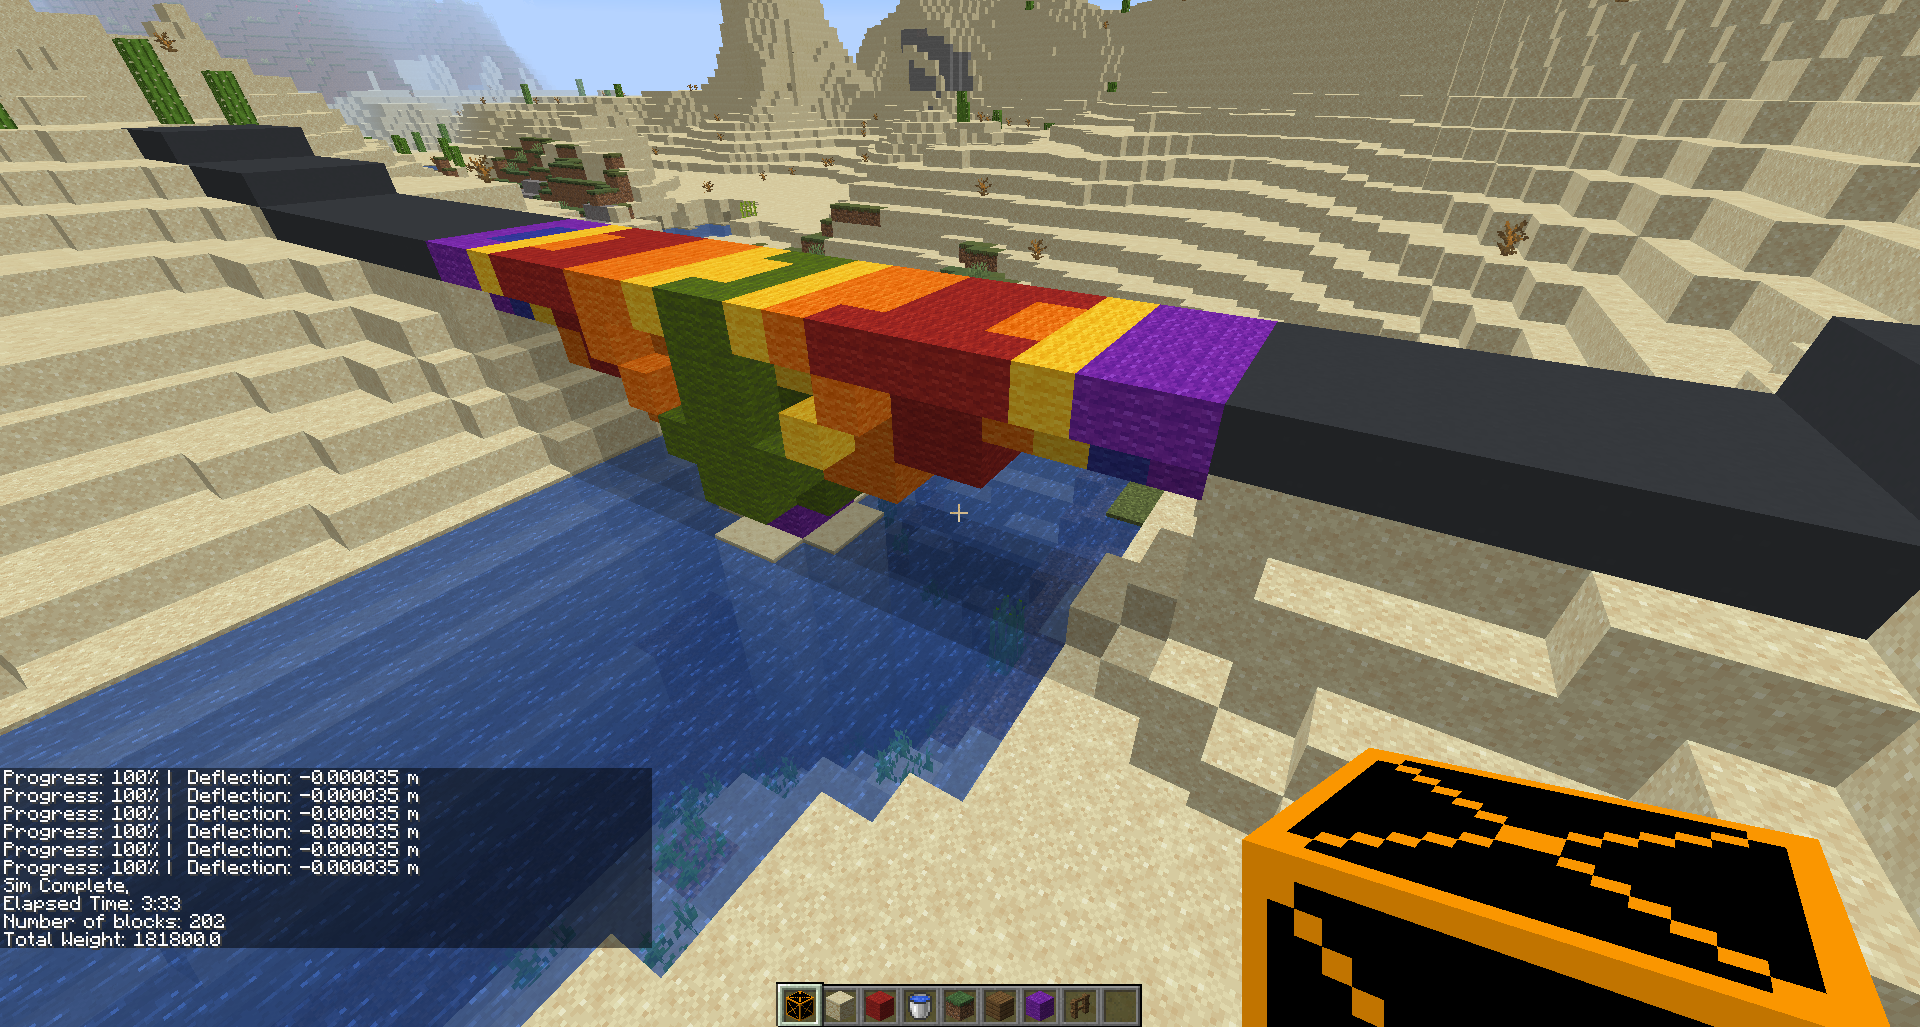 Progress: 100% | Deflection: -0.000035 m
Progress: 100% | Deflection: -0.000035 m
Progress: 100% | Deflection: -0.000035 m
Progress: 100% | Deflection: -0.000035 m
Progress: 100% | Deflection: -0.000035 m
Progress: 100% | Deflection: -0.000035 m
Sim Complete,
Elapsed Time: 3:33
Number of blocks: 202
Total Weight: 181800.0